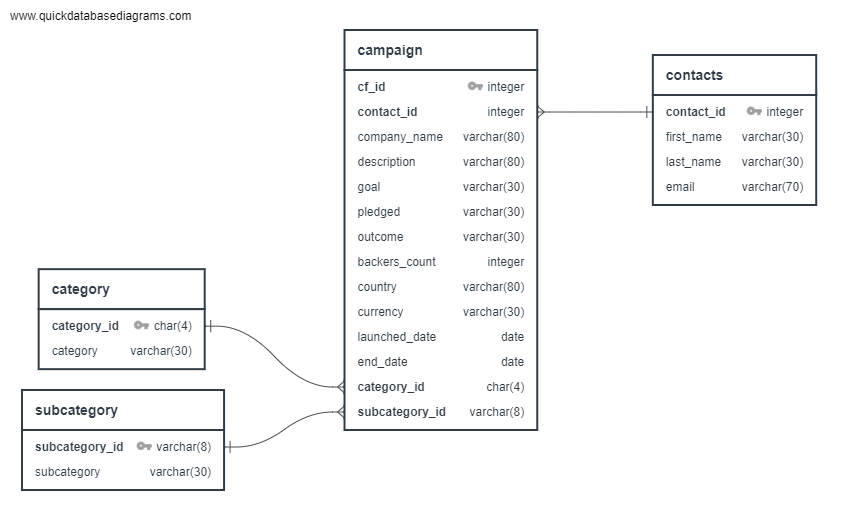 www.quickdatabasediagrams.com
campaign
cf_id integer
contact_id integer
company_name varchar(80)
description varchar(80)
goal varchar(30)
pledged varchar(30)
outcome varchar(30)
backers_count integer
country varchar(80)
currency varchar(30)
launched_date date
end_date date
category_id char(4)
subcategory_id varchar(8)
contacts
contact_id integer
first_name varchar(30)
last_name varchar(30)
email varchar(70)
category
category_id char(4)
category varchar(30)
subcategory
subcategory_id varchar(8)
subcategory varchar(30)